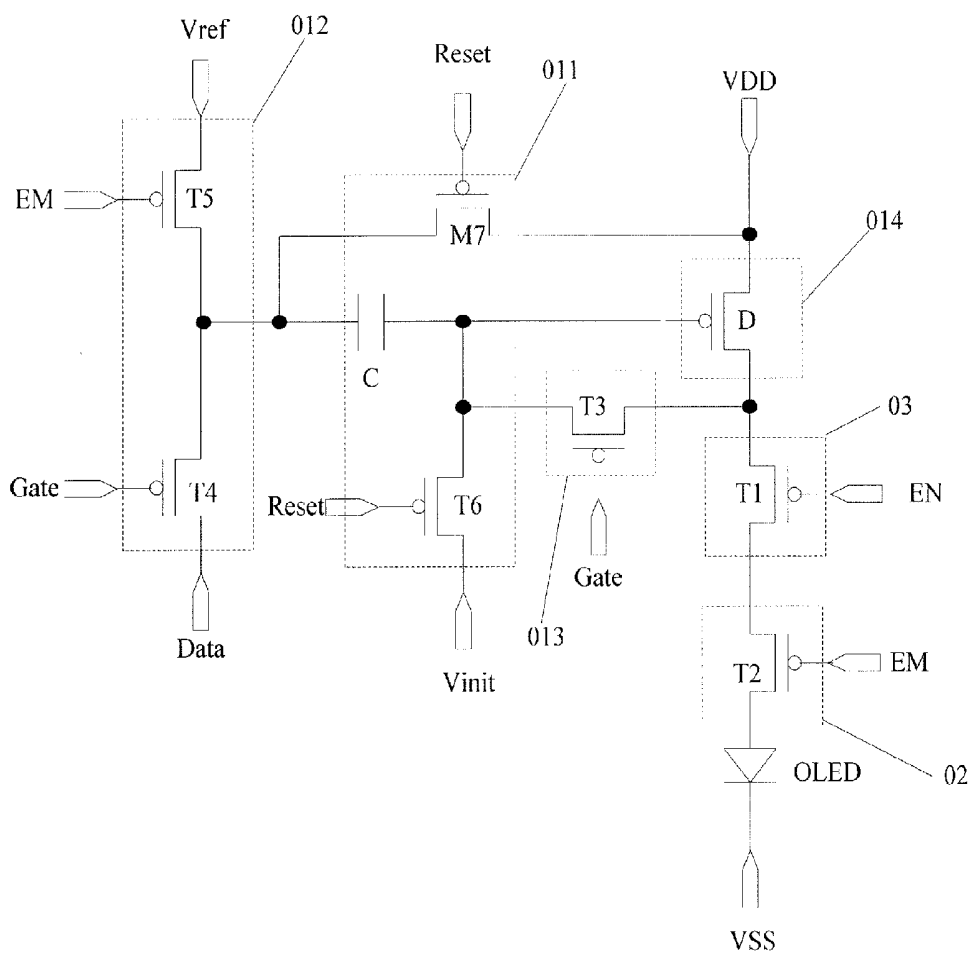 Vref
012
Reset
011
VDD
EM
T5
M7
014
D
C
T3
03
Gate
T4
Reset
T6
T1
EN
Gate
013
Data
Vinit
T2
EM
OLED
02
VSS